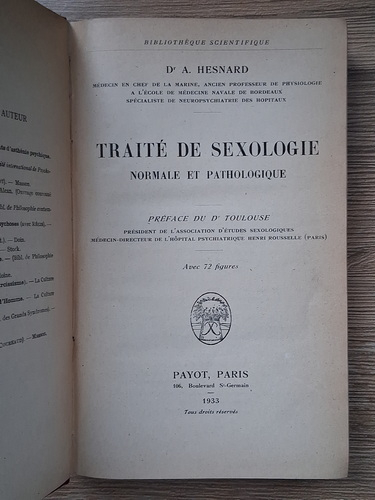 AUTEUR
BIBLIOTHÈQUE SCIENTIFIQUE
Dr A. HESNARD
MÉDECIN EN CHEF DE LA MARINE, ANCIEN PROFESSEUR DE PHYSIOLOGIE
A L'ÉCOLE DE MÉDECINE NAVALE DE BORDEAUX
SPÉCIALISTE DE NEUROPSYCHIATRIE DES HOPITAUX
TRAITÉ DE SEXOLOGIE
NORMALE ET PATHOLOGIQUE
PRÉFACE DU Dr TOULOUSE
PRÉSIDENT DE L'ASSOCIATION D'ÉTUDES SEXOLOGIQUES
MÉDECIN-DIRECTEUR DE L'HÔPITAL PSYCHIATRIQUE HENRI ROUSSELLE (PARIS)
Avec 72 figures
PAYOT, PARIS
106, Boulevard St-Germain
1933
Tous droits réservés